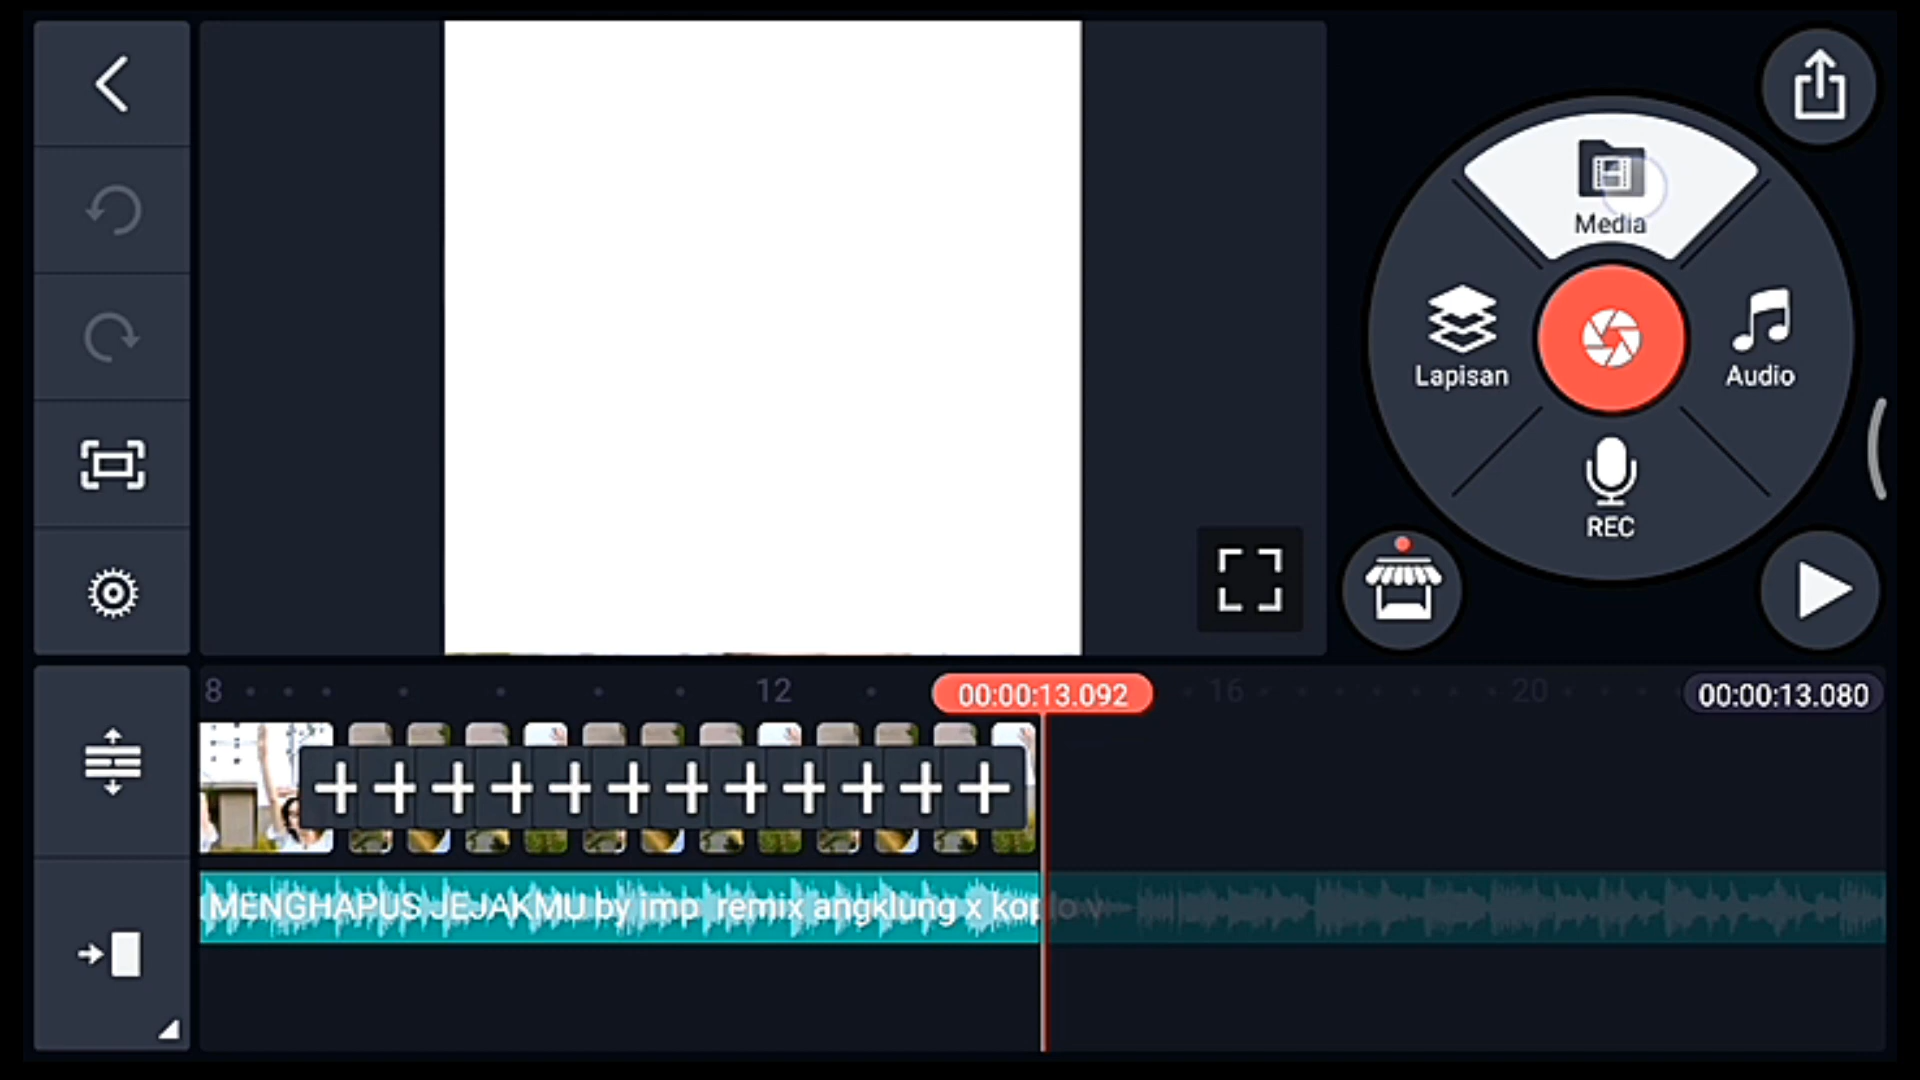 Media
Lapisan
Audio
REC
8
12
00:00:13.092
16
20
00:00:13.080
MENGHAPUS JEJAKMU by imp remix angklung x koplo v